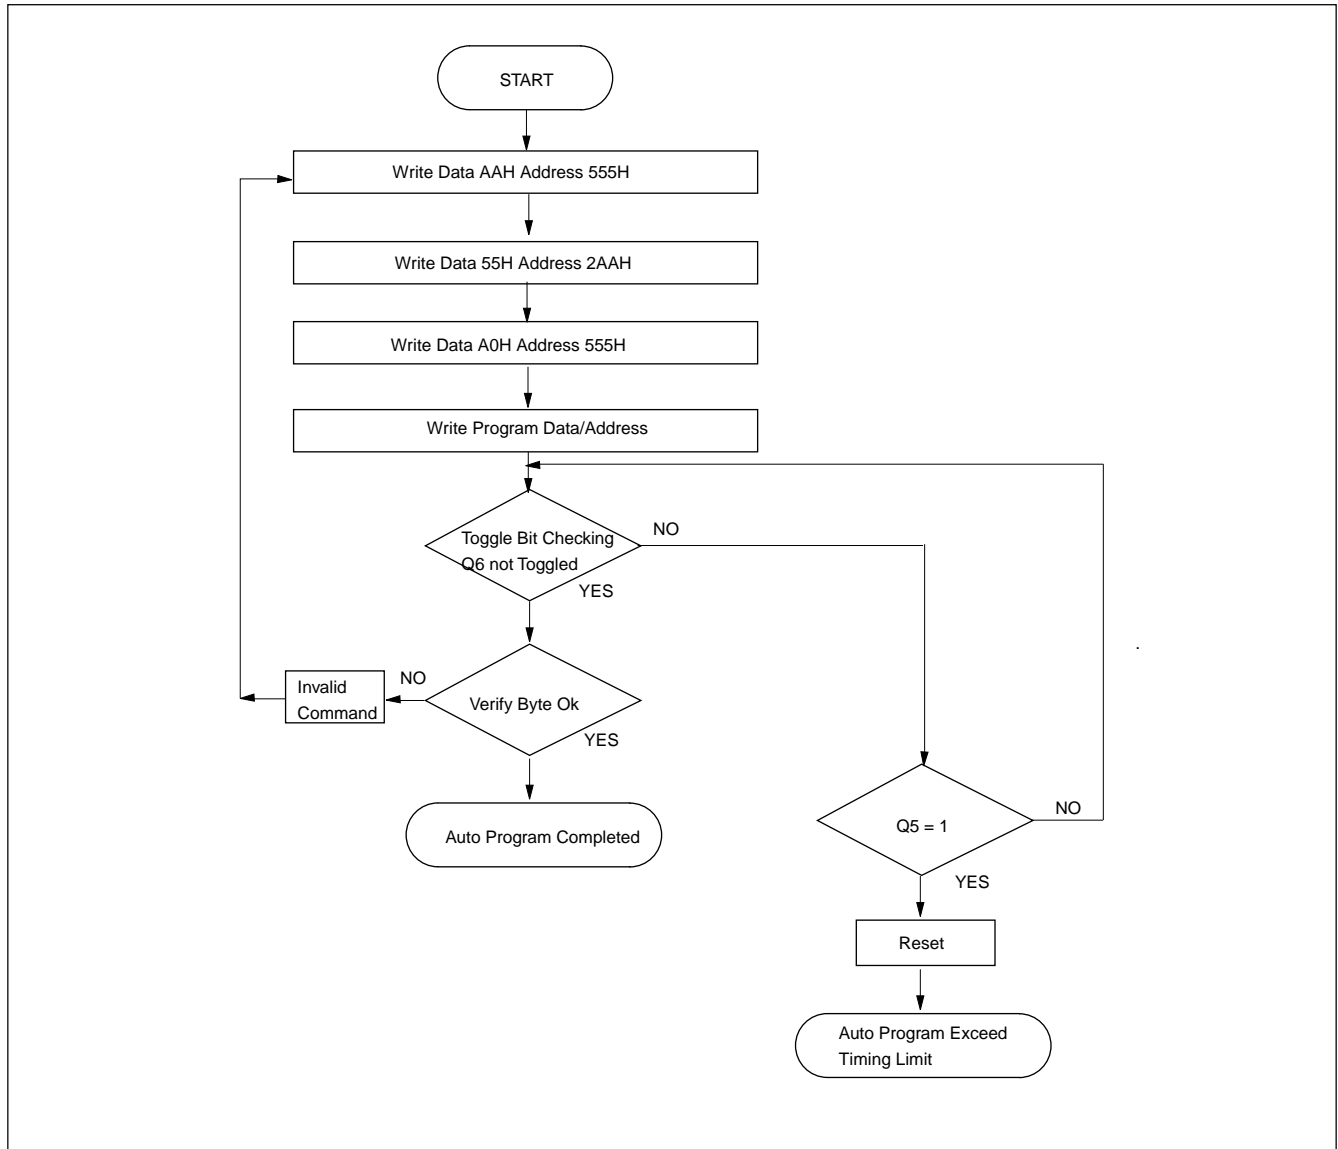 START
Write Data AAH Address 555H
Write Data 55H Address 2AAH
Write Data A0H Address 555H
Write Program Data/Address
Toggle Bit Checking
Q6 not Toggled
NO
YES
Invalid
Command
NO
Verify Byte Ok
YES
Auto Program Completed
Q5 = 1
NO
YES
Reset
Auto Program Exceed
Timing Limit